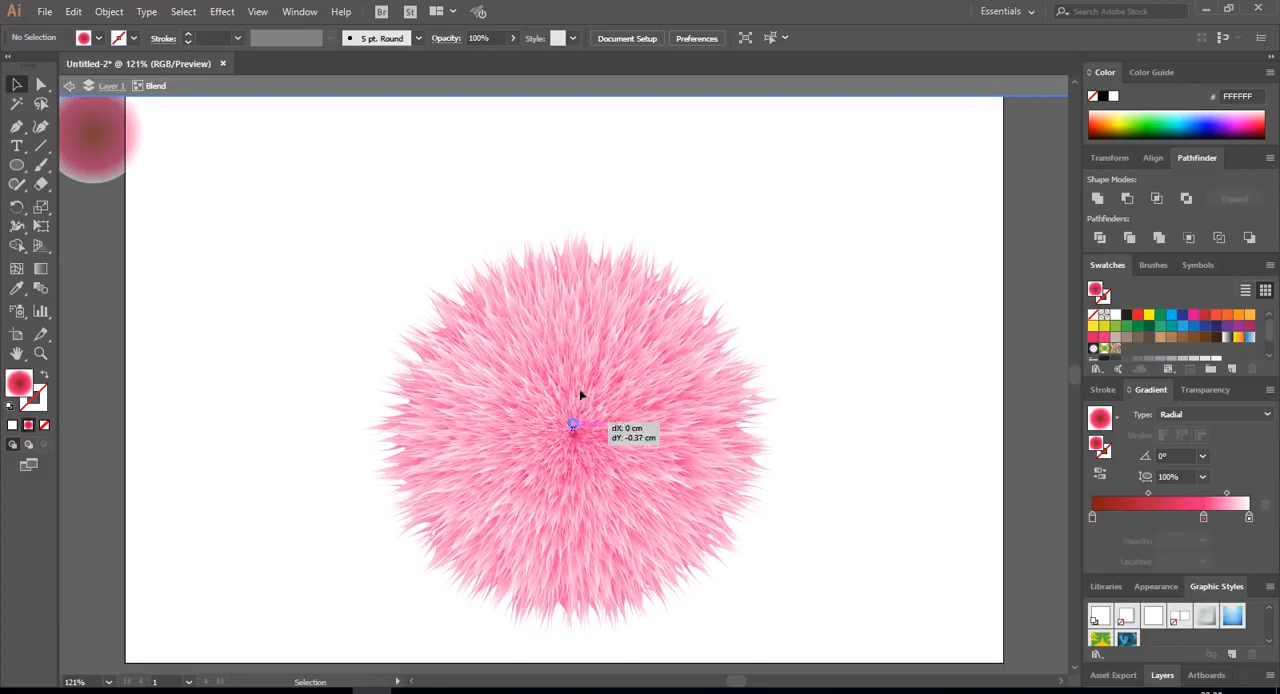 Ai File Edit Object Type Select Effect View Window Help Br St Essentials Search Adobe Stock
No Selection Stroke: 5 pt. Round Opacity: 100% Style: Document Setup Preferences
Untitled-2* @ 121% (RGB/Preview)
Layer 1 Blend
Color Color Guide
# FFFFFF
Transform Align Pathfinder
Shape Modes:
Expand
Pathfinders:
Swatches Brushes Symbols
Stroke Gradient Transparency
Type: Radial
Stroke:
0°
100%
dX: 0 cm
dY: -0.37 cm
Opacity:
Location:
Libraries Appearance Graphic Styles
Asset Export Layers Artboards
121% 1 Selection